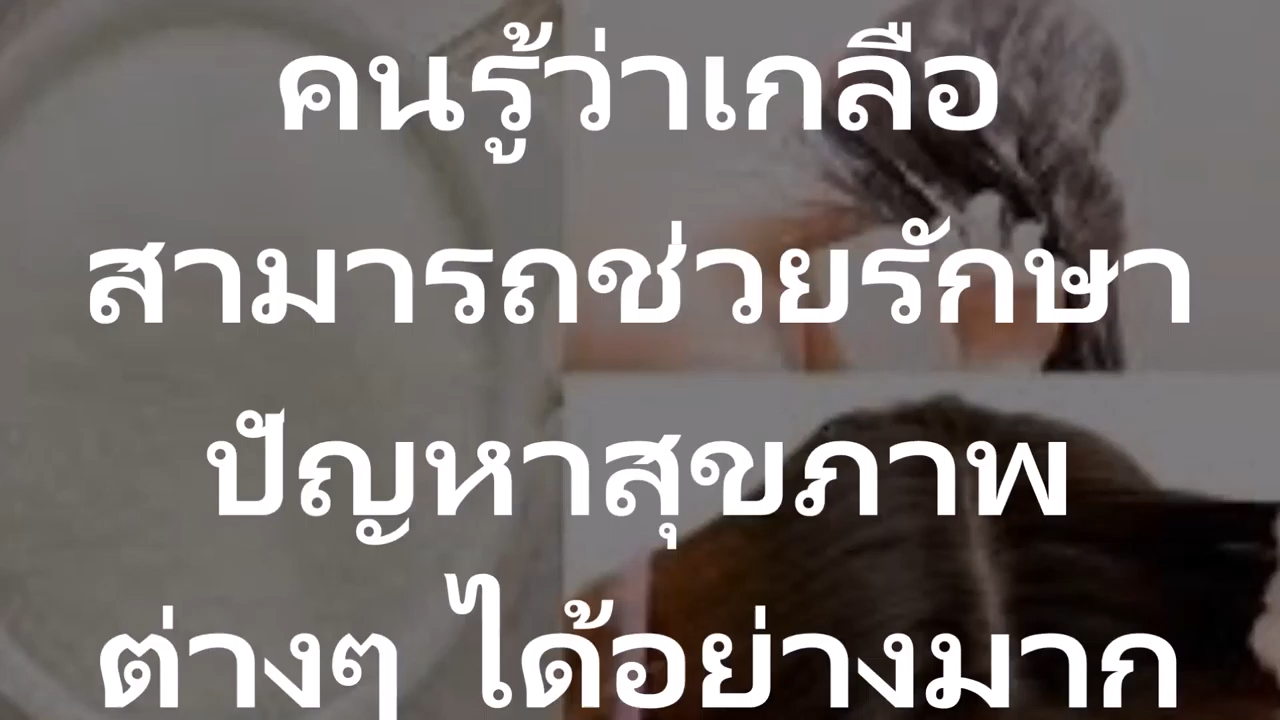 คนรู้ว่าเกลือ
สามารถช่วยรักษา
ปัญหาสุขภาพ
ต่างๆ ได้อย่างมาก